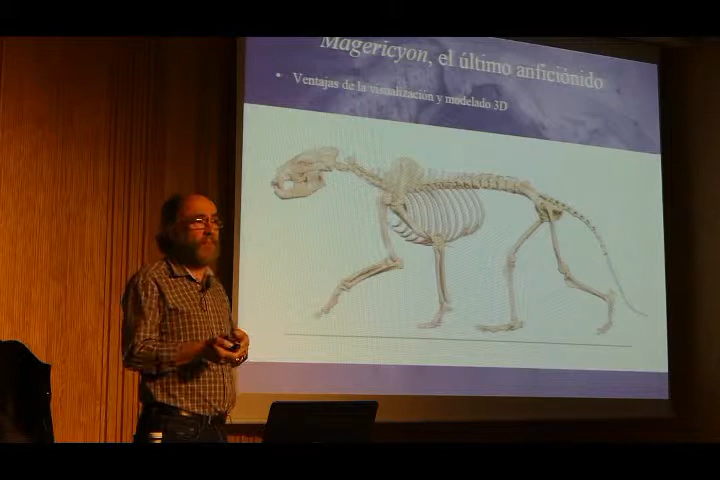 Magericyon, el último anficiónido
• Ventajas de la visualización y modelado 3D